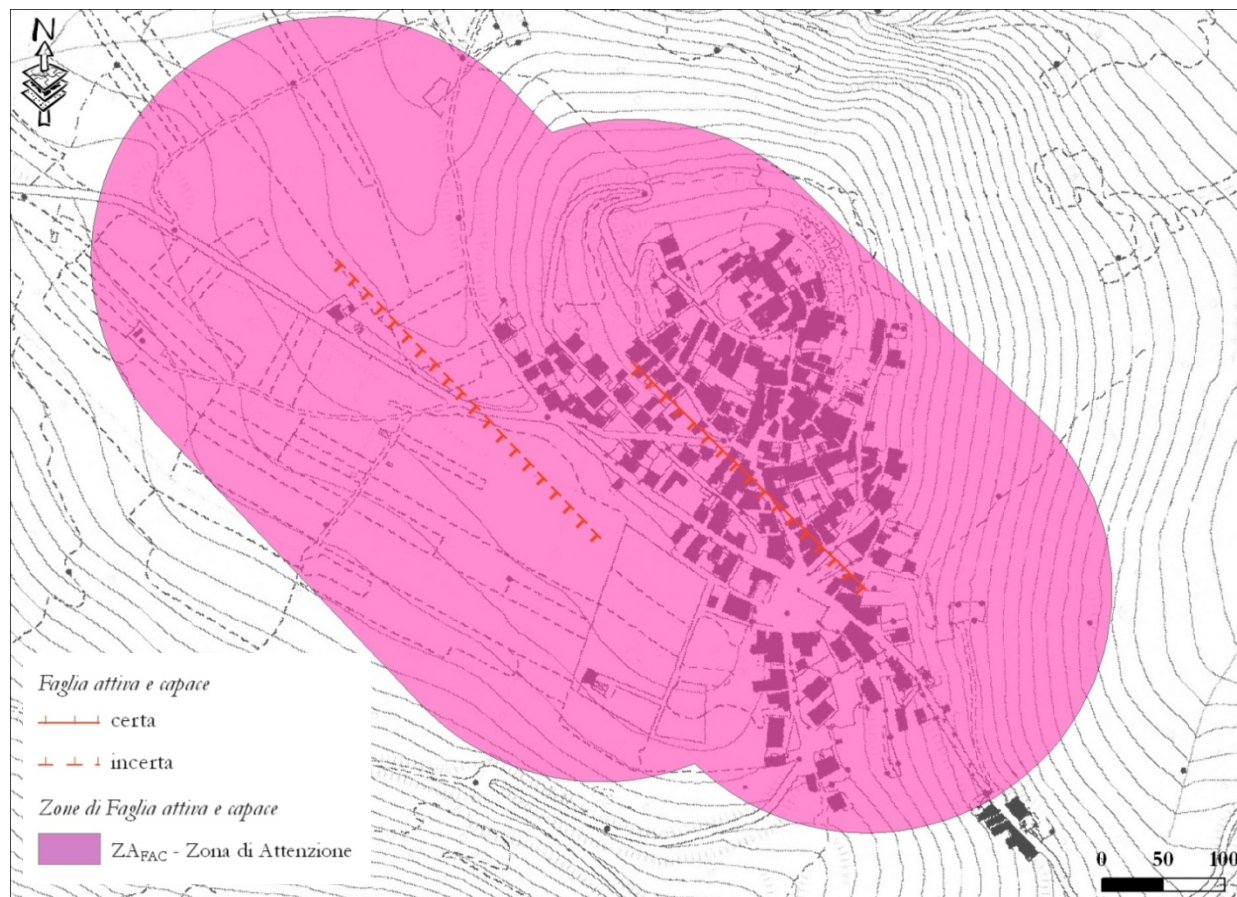 N
Faglia attiva e capace
certa
incerta
Zone di Faglia attiva e capace
ZAFAC - Zona di Attenzione
0 50 100